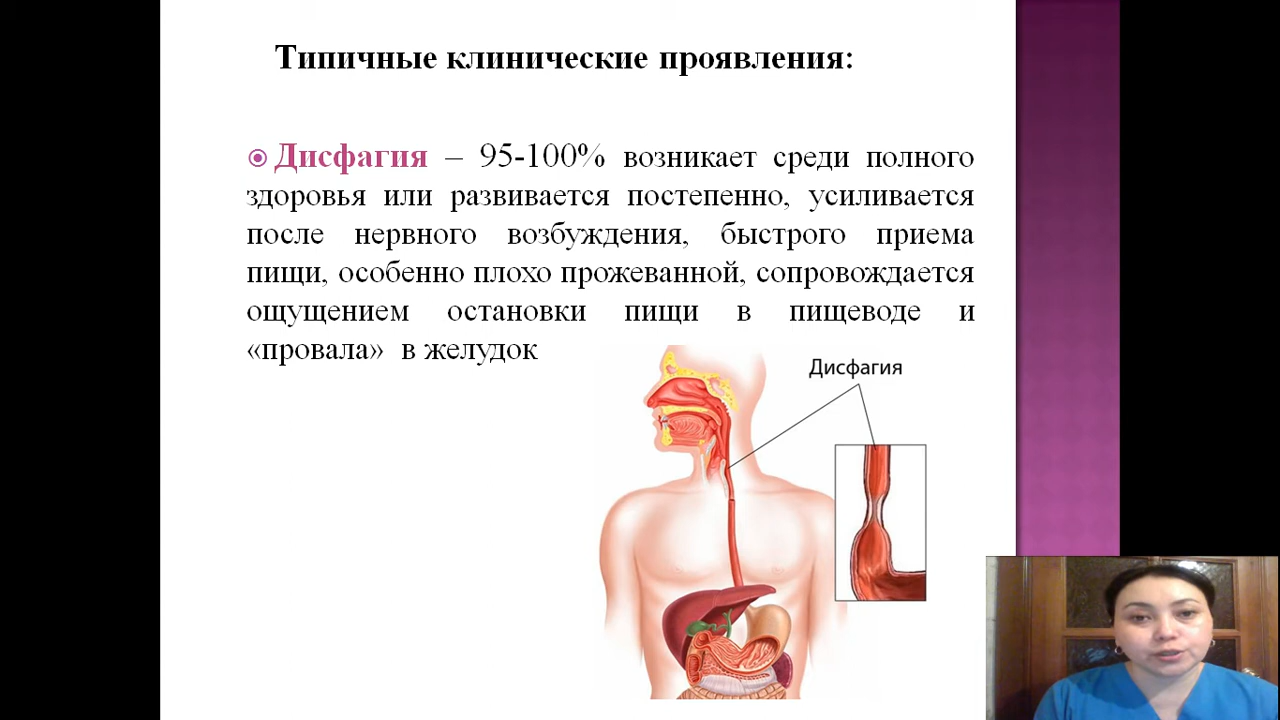 Типичные клинические проявления:
Дисфагия – 95-100% возникает среди полного
здоровья или развивается постепенно, усиливается
после нервного возбуждения, быстрого приема
пищи, особенно плохо прожеванной, сопровождается
ощущением остановки пищи в пищеводе и
«провала» в желудок
Дисфагия